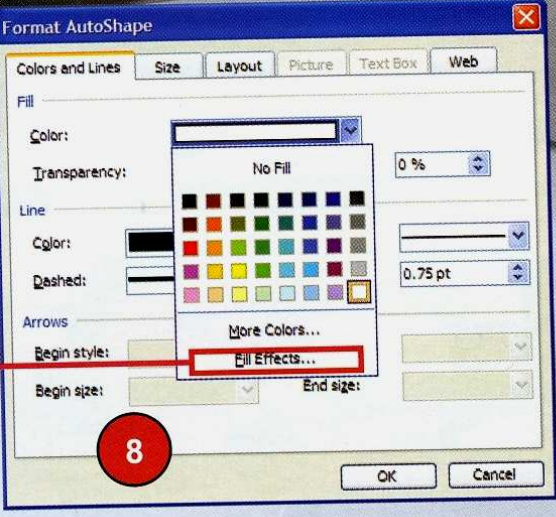 Format AutoShape
Colors and Lines Size Layout Picture Text Box Web
Fill
Color:
Transparency: 0 %
No Fill
Line
Color:
Dashed: 0.75 pt
More Colors...
Arrows
Begin style:
Fill Effects...
Begin size: End size:
8
OK Cancel